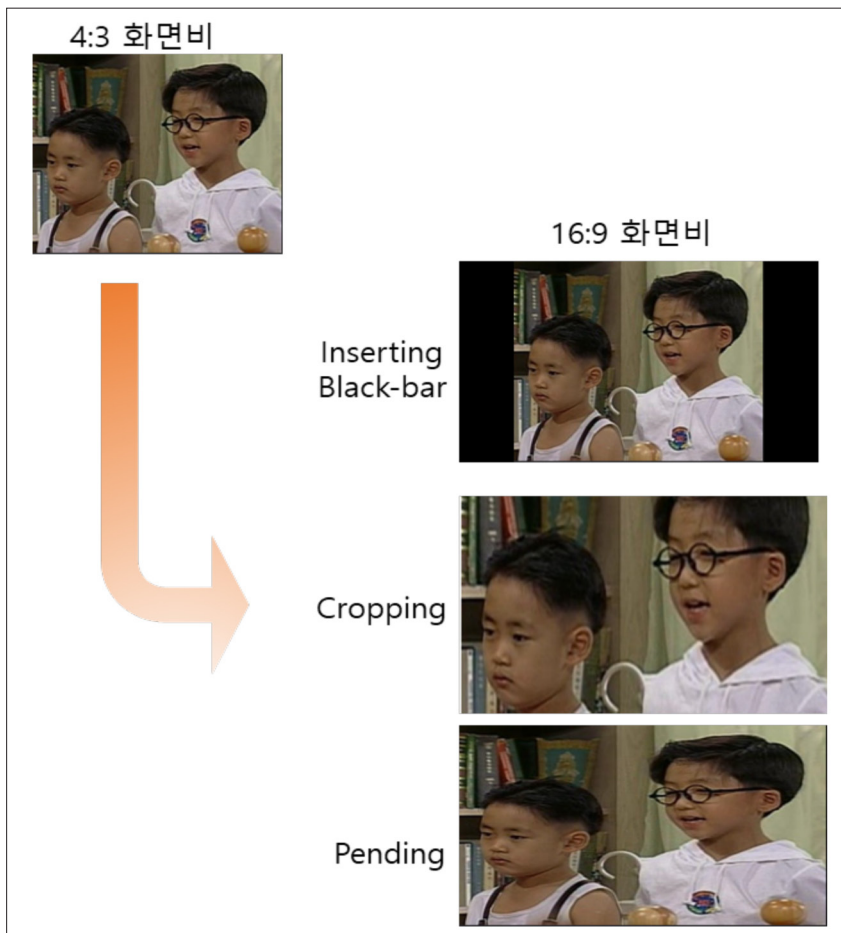 4:3 화면비
16:9 화면비
Inserting
Black-bar
Cropping
Pending